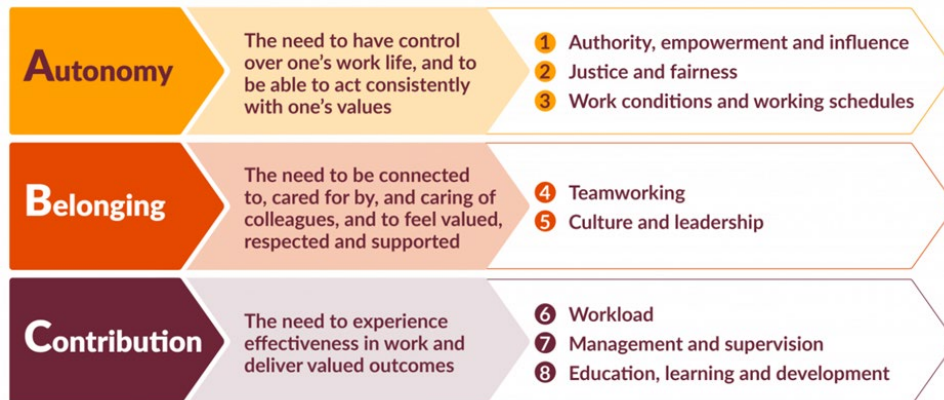 Autonomy
The need to have control
over one's work life, and to
be able to act consistently
with one's values
1 Authority, empowerment and influence
2 Justice and fairness
3 Work conditions and working schedules
Belonging
The need to be connected
to, cared for by, and caring of
colleagues, and to feel valued,
respected and supported
4 Teamworking
5 Culture and leadership
Contribution
The need to experience
effectiveness in work and
deliver valued outcomes
6 Workload
7 Management and supervision
8 Education, learning and development